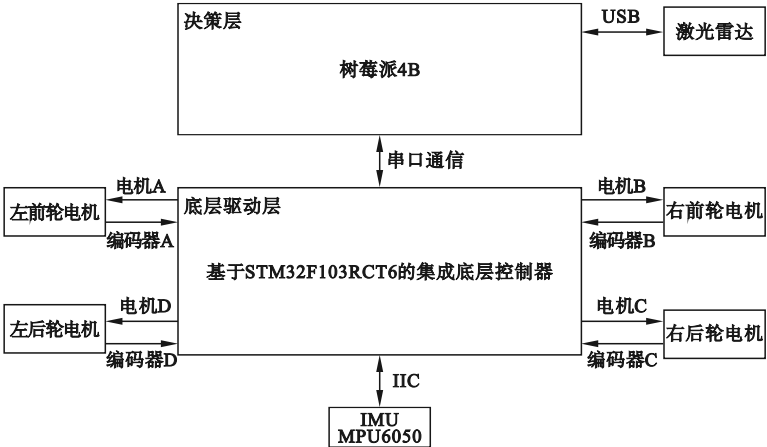 决策层
USB
激光雷达
树莓派4B
串口通信
电机A
电机B
左前轮电机
底层驱动层
右前轮电机
编码器A
编码器B
基于STM32F103RCT6的集成底层控制器
电机D
电机C
左后轮电机
右后轮电机
编码器D
编码器C
IIC
IMU
MPU6050